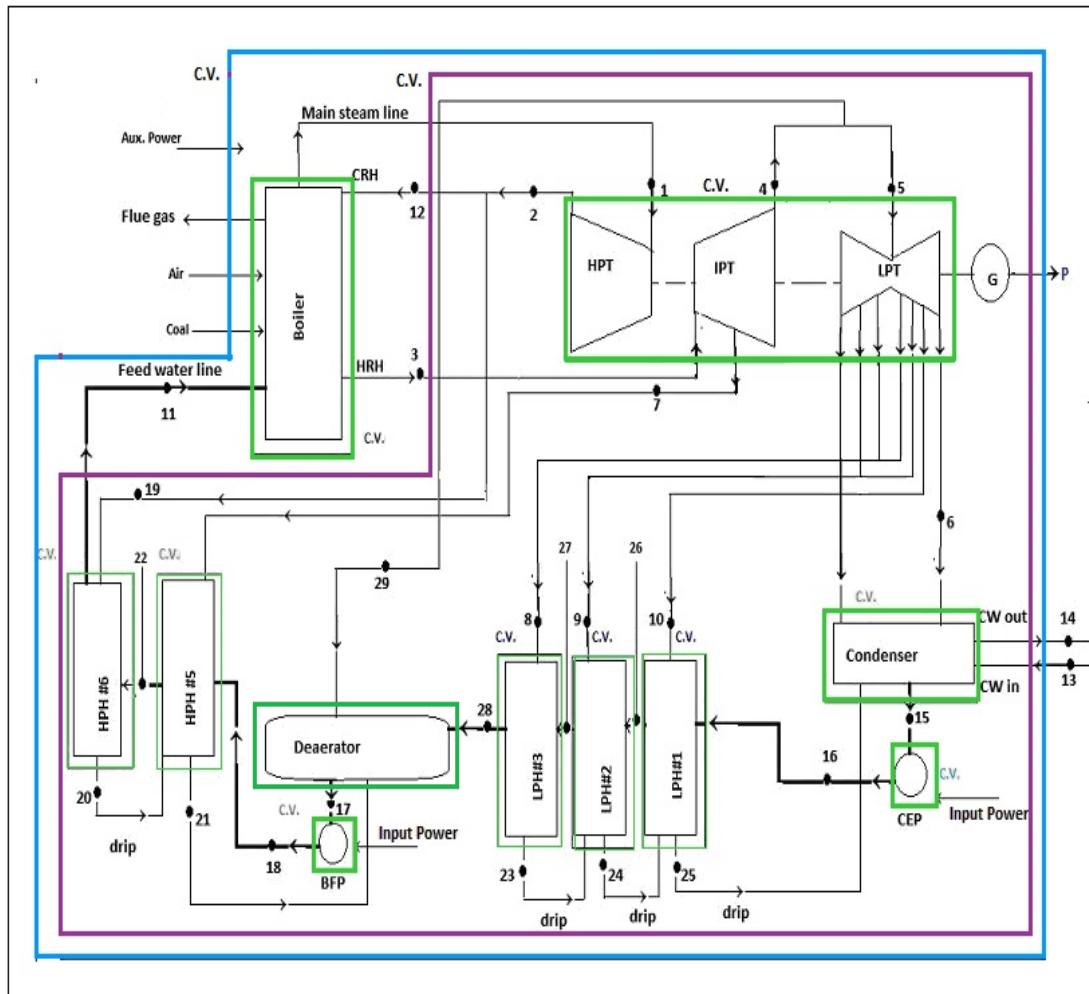 C.V.
C.V.
Main steam line
Aux. Power
CRH
12
2
1
4
5
C.V.
Flue gas
HPT
IPT
LPT
G
P
Air
Boiler
Coal
HRH
3
Feed water line
11
7
C.V.
19
6
C.V.
22
C.V.
27
26
29
C.V.
8
9
10
C.V.
C.V.
C.V.
CW out
14
Condenser
CW in
13
HPH #6
HPH #5
28
Deaerator
LPH#3
LPH#2
LPH#1
15
16
C.V.
20
21
C.V.
17
Input Power
CEP
Input Power
drip
18
BFP
23
24
25
drip
drip
drip